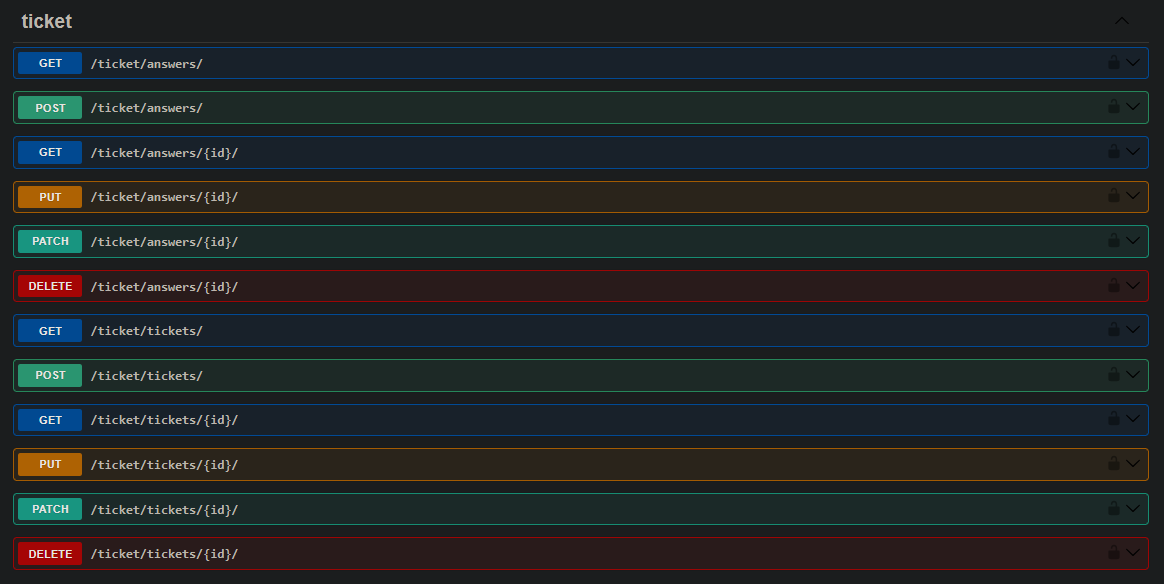 ticket
GET /ticket/answers/
POST /ticket/answers/
GET /ticket/answers/{id}/
PUT /ticket/answers/{id}/
PATCH /ticket/answers/{id}/
DELETE /ticket/answers/{id}/
GET /ticket/tickets/
POST /ticket/tickets/
GET /ticket/tickets/{id}/
PUT /ticket/tickets/{id}/
PATCH /ticket/tickets/{id}/
DELETE /ticket/tickets/{id}/